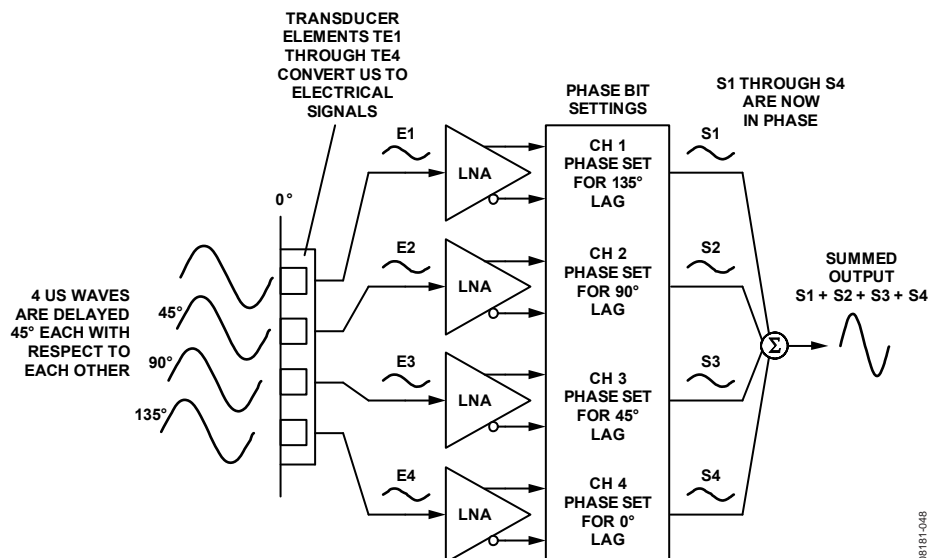 TRANSDUCER
ELEMENTS TE1
THROUGH TE4
CONVERT US TO
ELECTRICAL
SIGNALS
PHASE BIT
SETTINGS
S1 THROUGH S4
ARE NOW
IN PHASE
0°
4 US WAVES
ARE DELAYED
45° EACH WITH
RESPECT TO
EACH OTHER
45°
90°
135°
E1
LNA
CH 1
PHASE SET
FOR 135°
LAG
S1
E2
LNA
CH 2
PHASE SET
FOR 90°
LAG
S2
E3
LNA
CH 3
PHASE SET
FOR 45°
LAG
S3
E4
LNA
CH 4
PHASE SET
FOR 0°
LAG
S4
Σ
SUMMED
OUTPUT
S1 + S2 + S3 + S4
08181-048